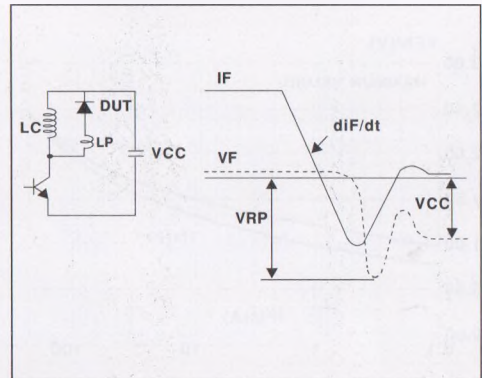 IF
DUT
diF/dt
LC
LP
VCC
VF
VCC
VRP